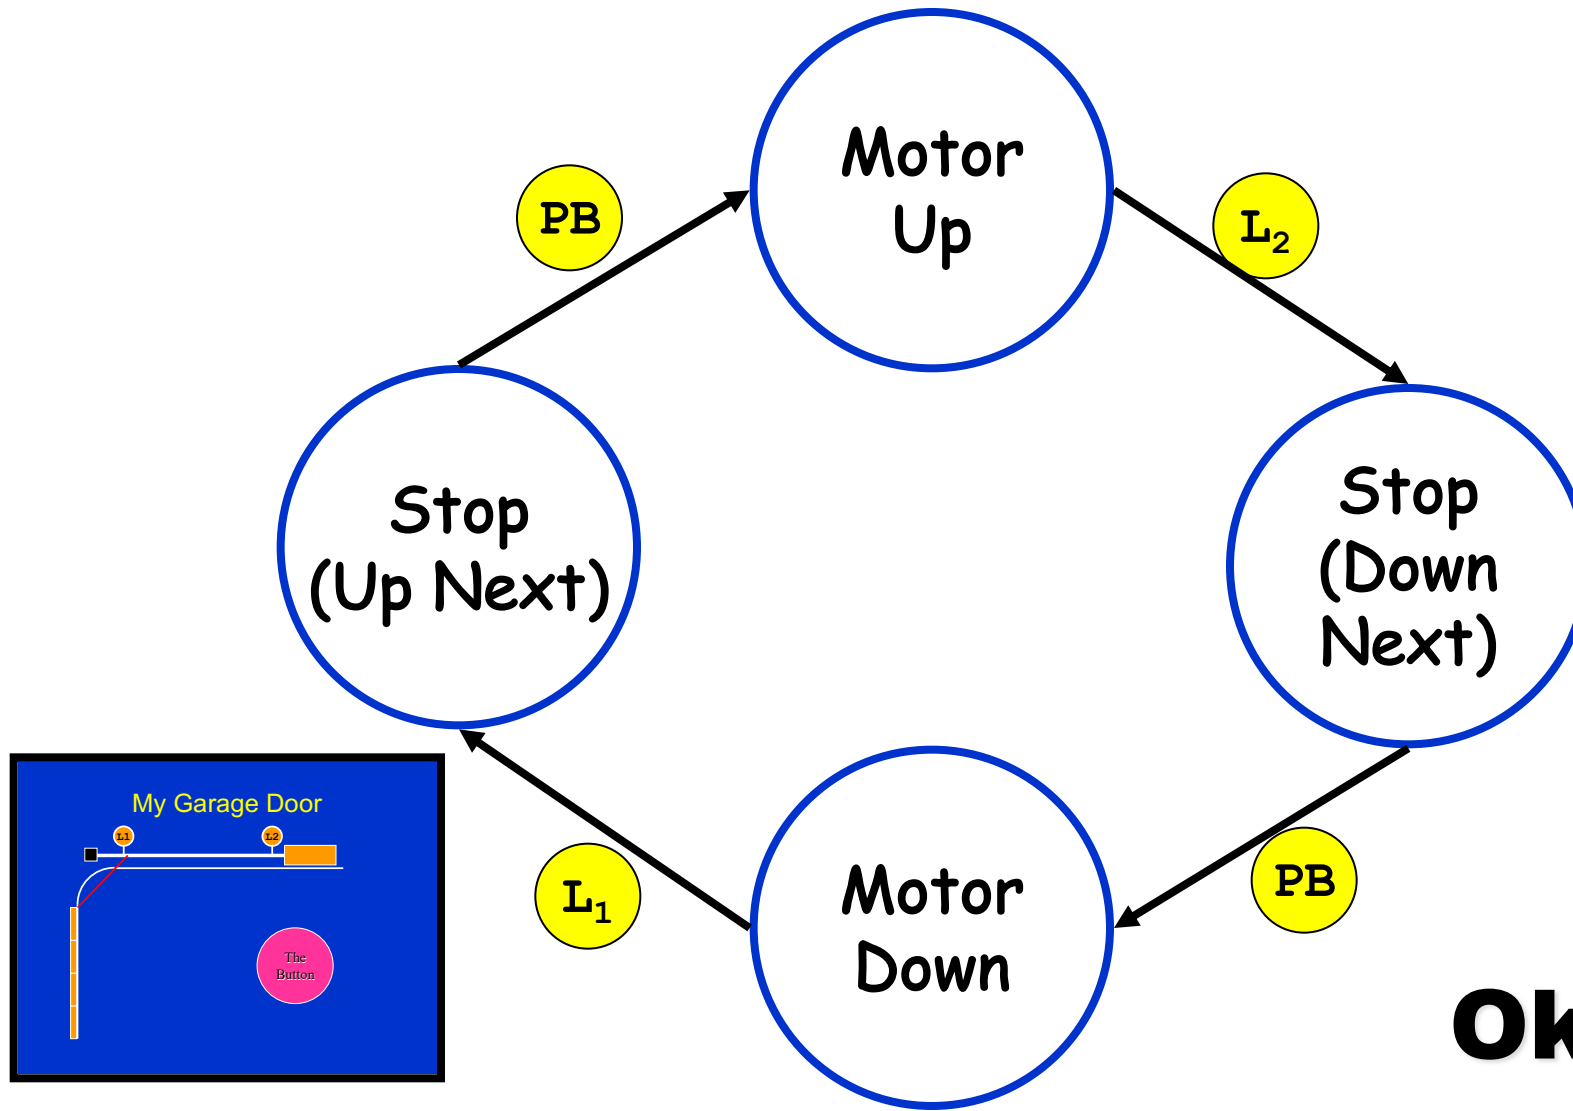 Motor
Up
PB
L2
Stop
(Up Next)
Stop
(Down
Next)
My Garage Door
L1
L2
The
Button
L1
Motor
Down
PB
Ok